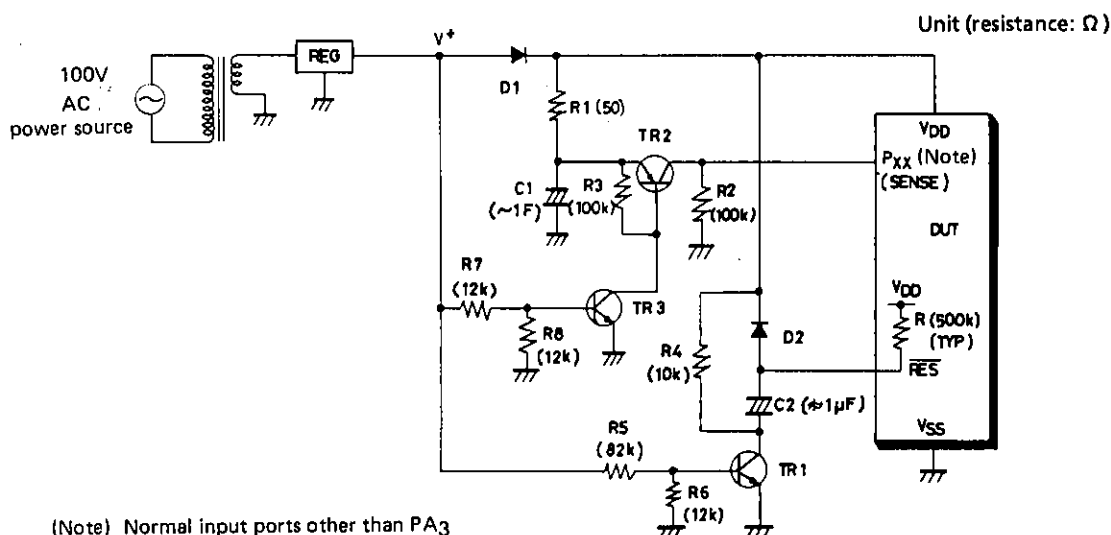 Unit (resistance: Ω)
V+
REG
100V
AC
power source
D1
R1 (50)
TR2
VDD
PXX (Note)
(SENSE)
C1
(~1F)
R3
(100k)
R2
(100k)
DUT
R7
(12k)
TR3
R8
(12k)
VDD
R (500k)
(TYP)
R4
(10k)
D2
RES
C2 (≈1μF)
VSS
R5
(82k)
TR1
R6
(12k)
(Note) Normal input ports other than PA3